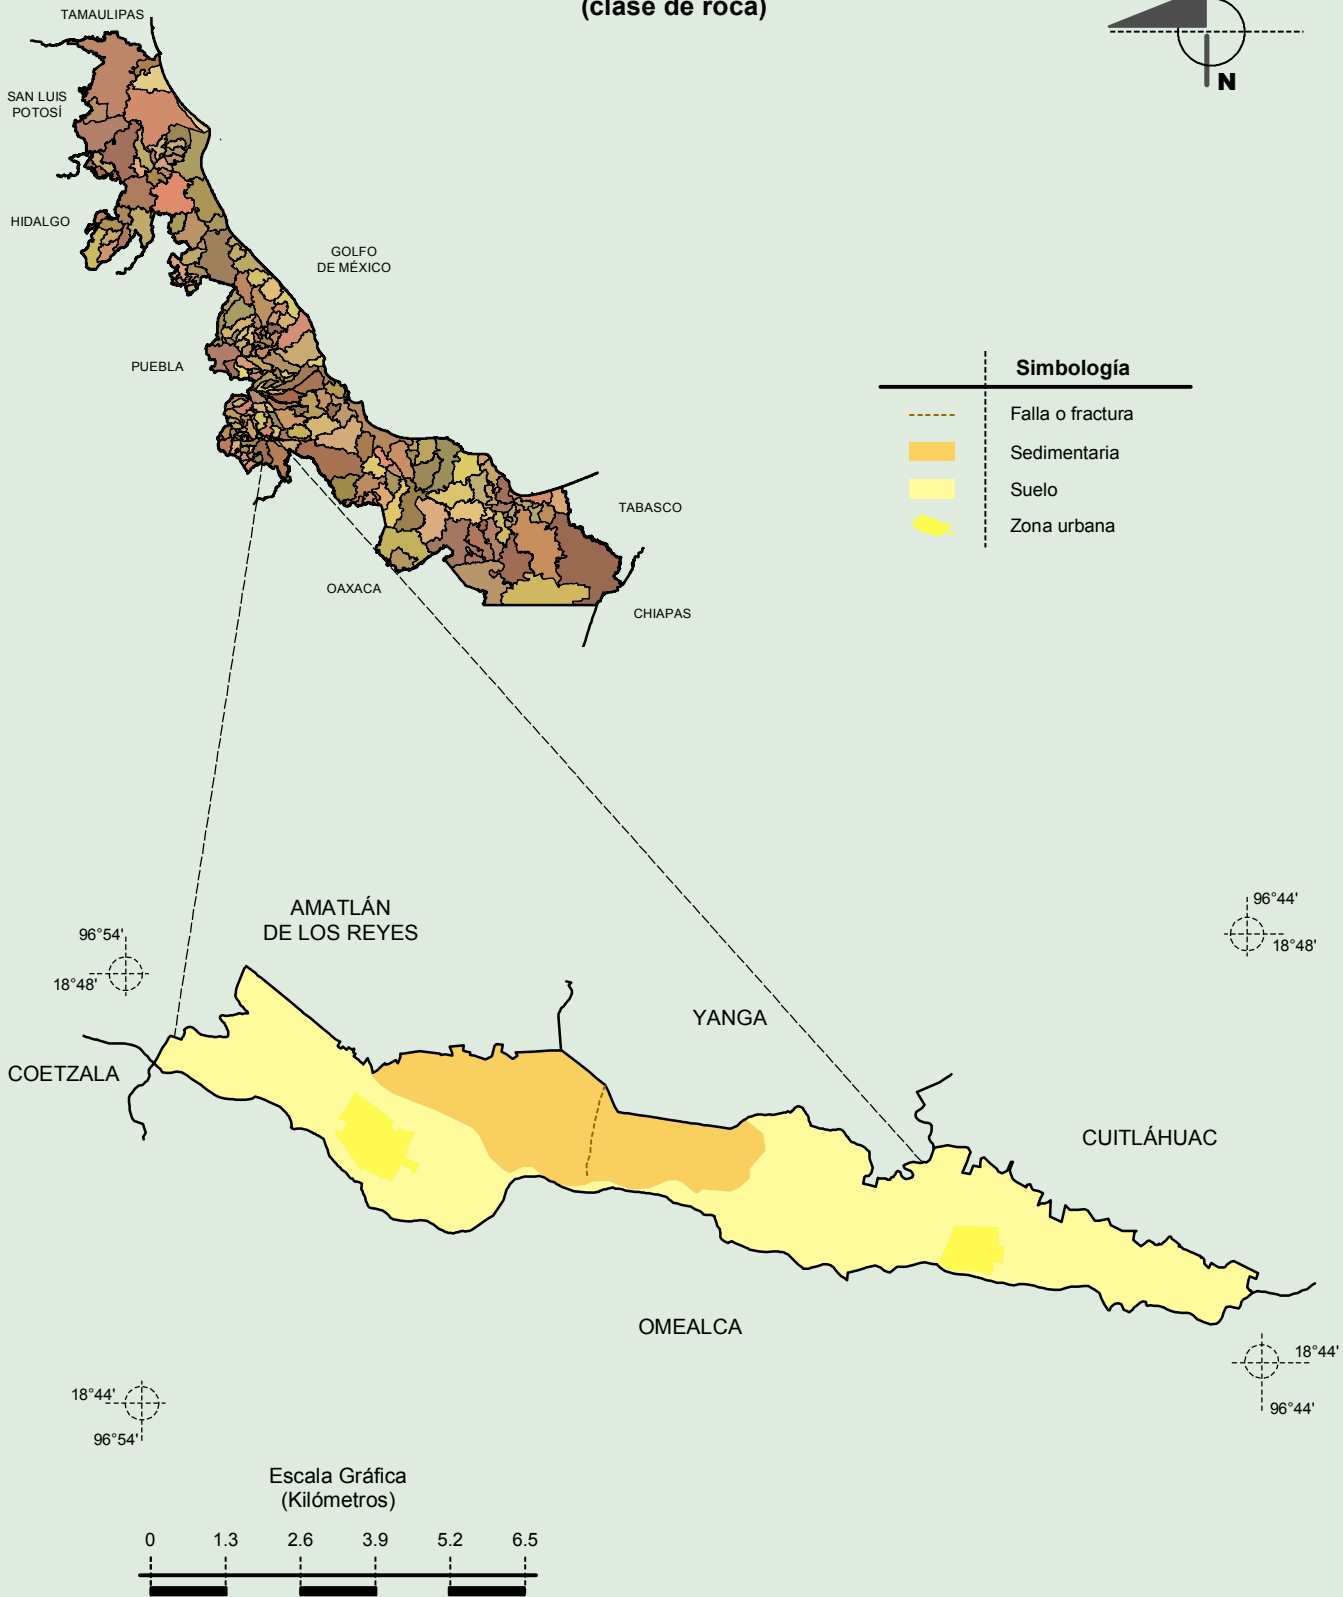 (clase de roca)
TAMAULIPAS
N
SAN LUIS
POTOSÍ
HIDALGO
GOLFO
DE MÉXICO
PUEBLA
Simbología
Falla o fractura
Sedimentaria
Suelo
Zona urbana
TABASCO
OAXACA
CHIAPAS
AMATLÁN
DE LOS REYES
96°54'
18°48'
96°44'
18°48'
YANGA
COETZALA
CUITLÁHUAC
OMEALCA
18°44'
96°54'
18°44'
96°44'
Escala Gráfica
(Kilómetros)
0 1.3 2.6 3.9 5.2 6.5